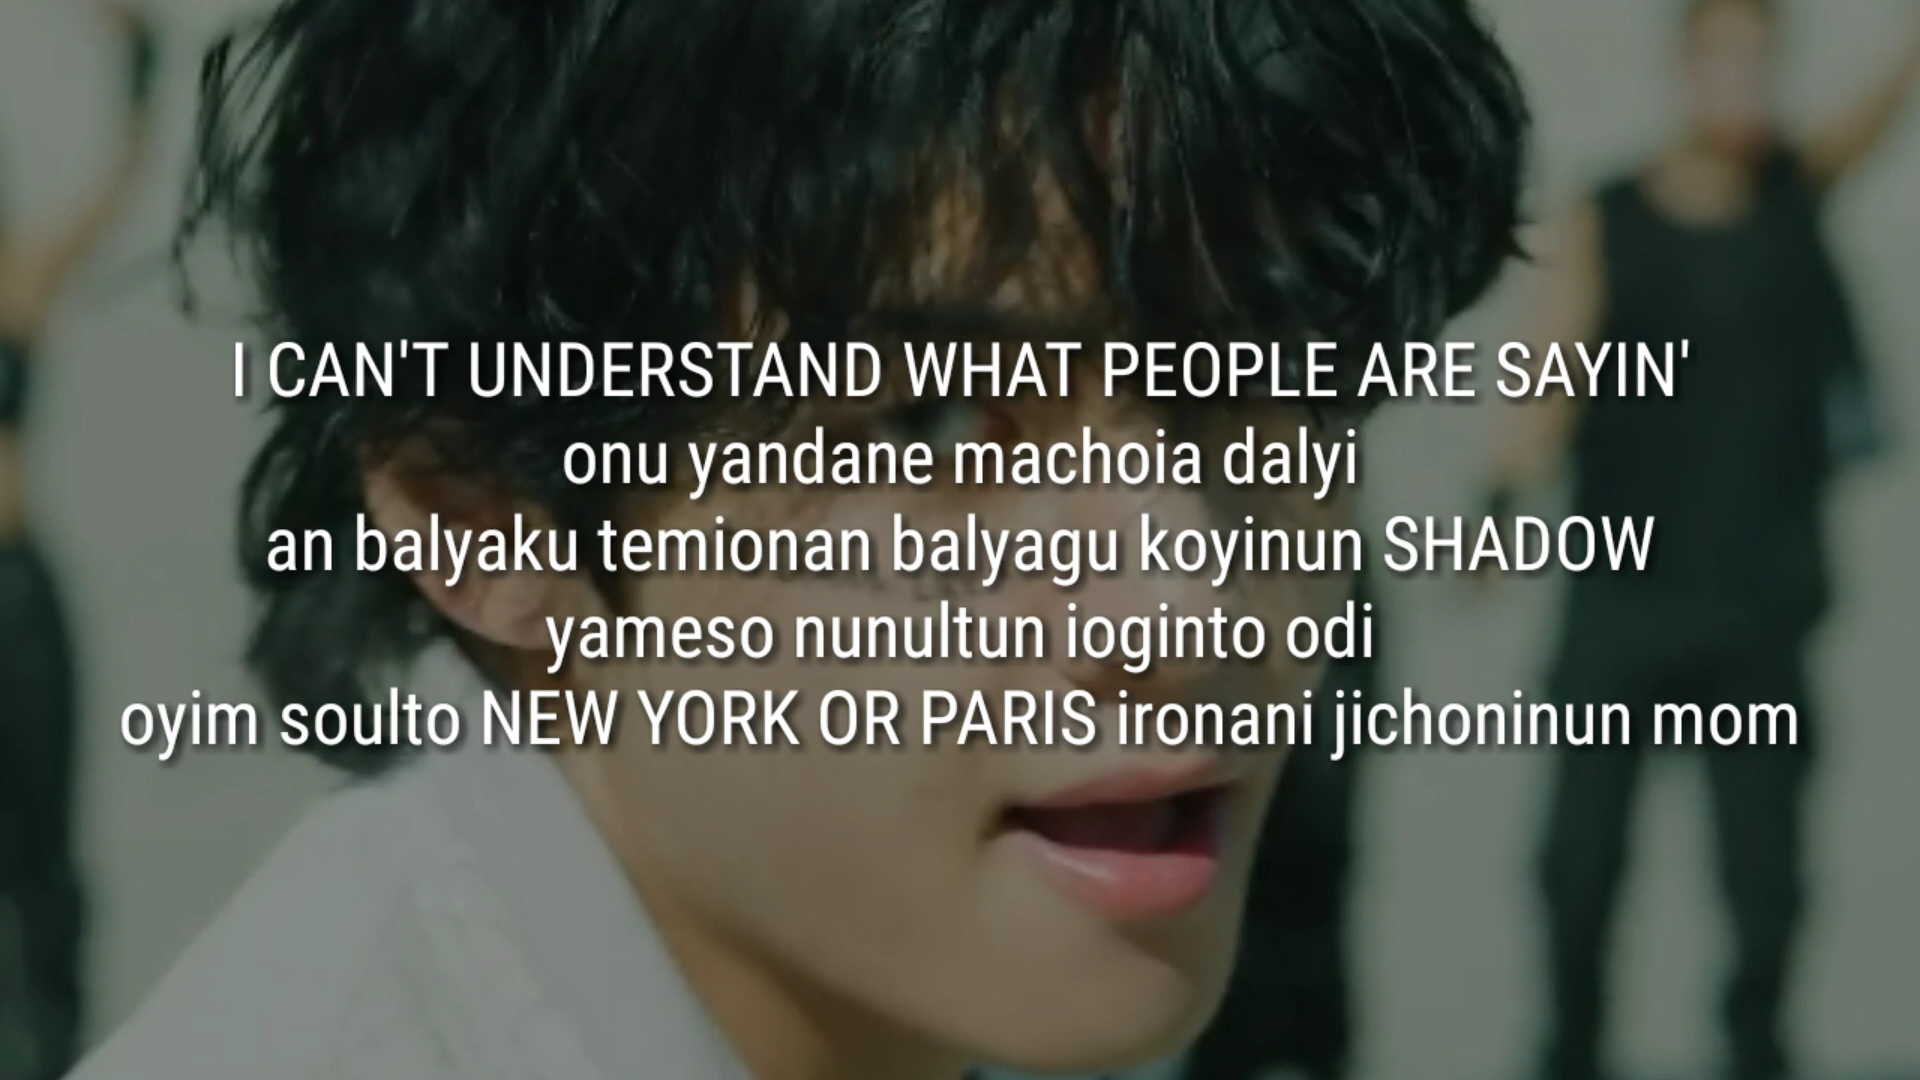 I CAN'T UNDERSTAND WHAT PEOPLE ARE SAYIN'
onu yandane machoia dalyi
an balyaku temionan balyagu koyinun SHADOW
yameso nunultun ioginto odi
oyim soulto NEW YORK OR PARIS ironani jichoninun mom